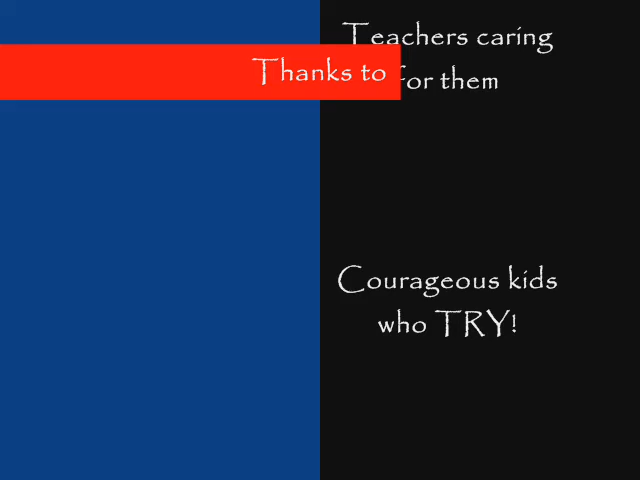 Teachers caring
Thanks to
for them
Courageous kids
who TRY!